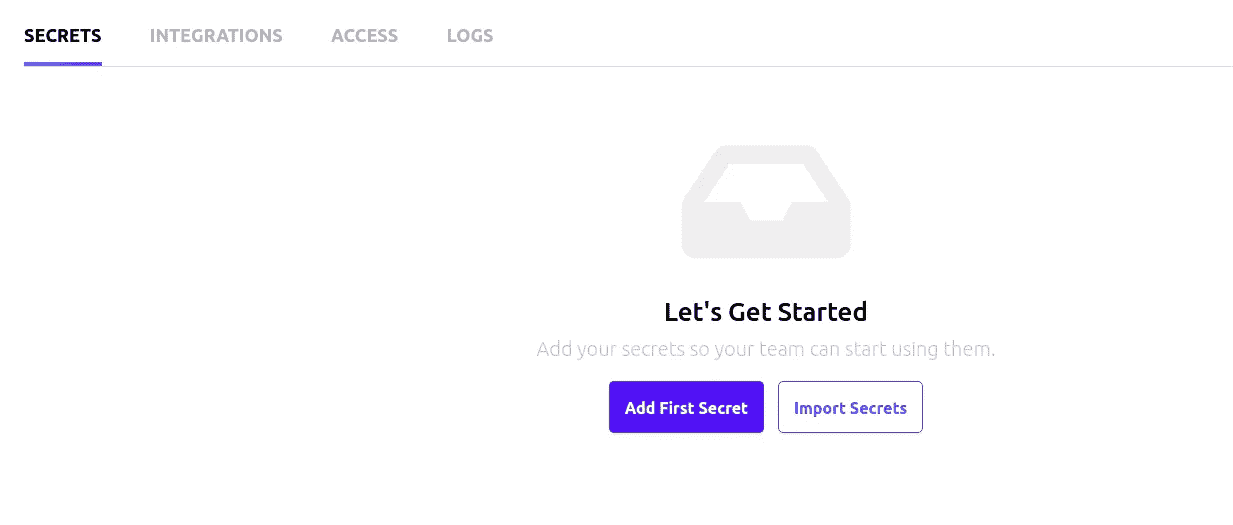 SECRETS INTEGRATIONS ACCESS LOGS
Let's Get Started
Add your secrets so your team can start using them.
Add First Secret Import Secrets